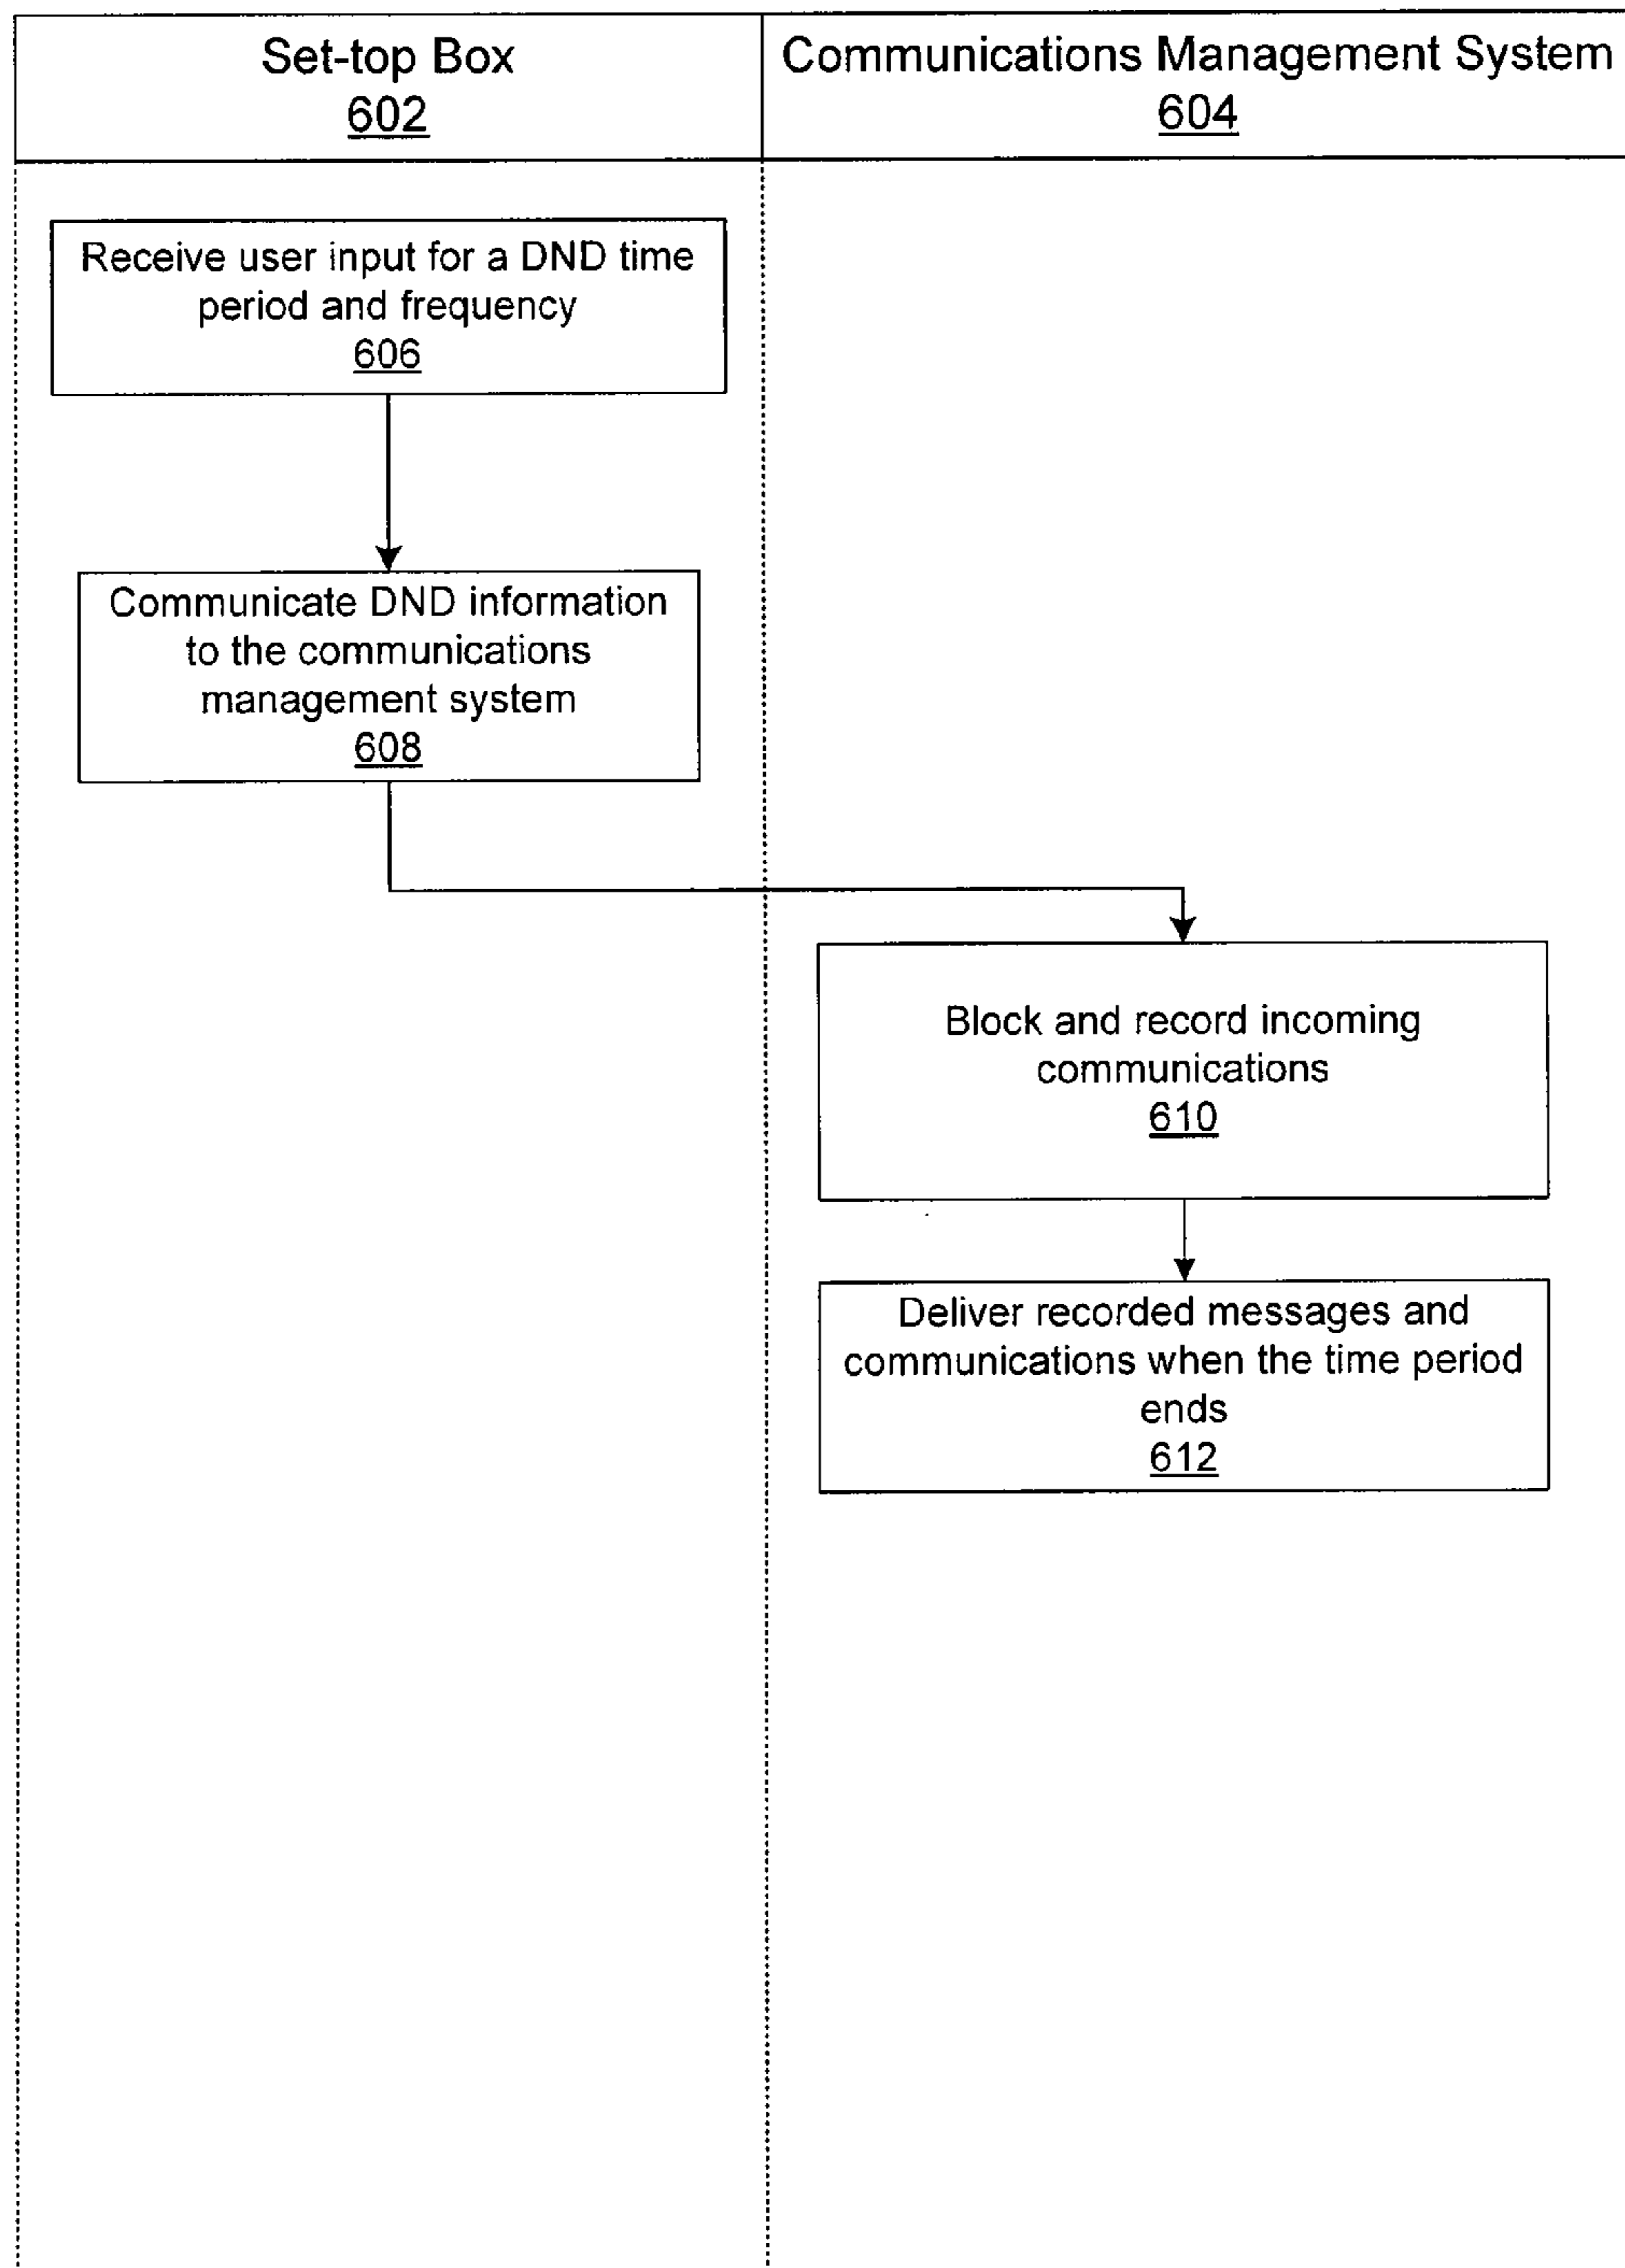 Set-top Box
602
Communications Management System
604
Receive user input for a DND time
period and frequency
606
Communicate DND information
to the communications
management system
608
Block and record incoming
communications
610
Deliver recorded messages and
communications when the time period
ends
612